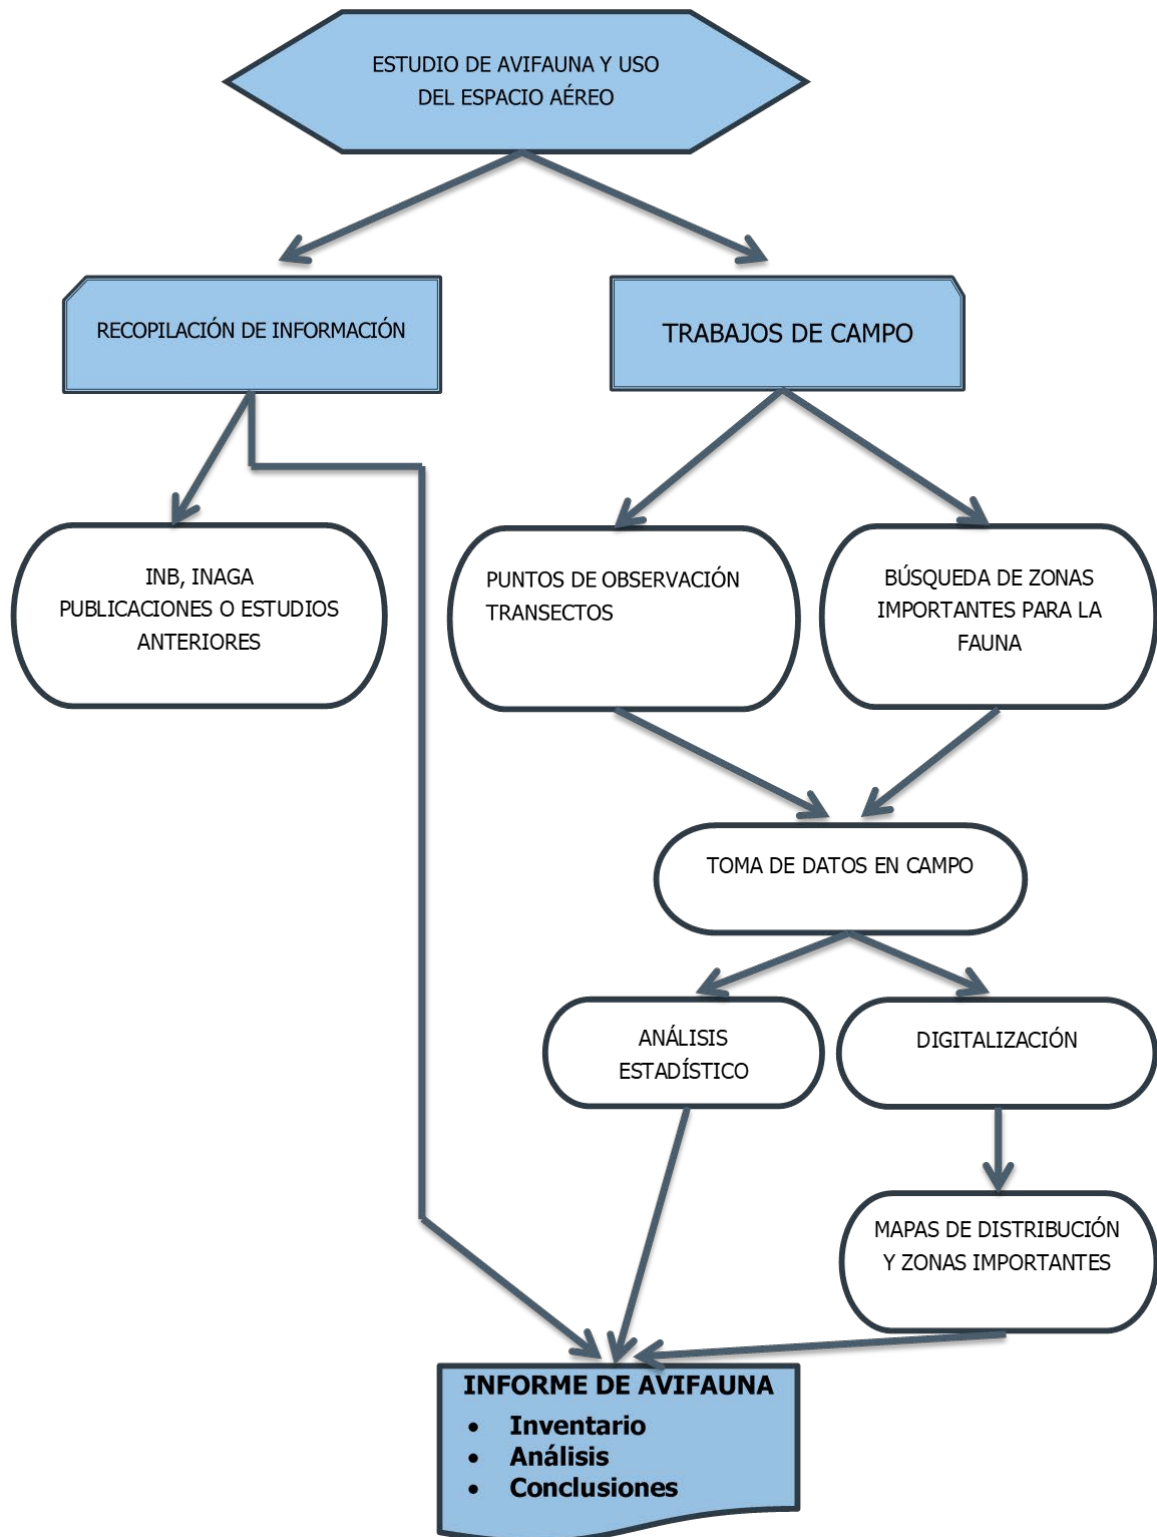 ESTUDIO DE AVIFAUNA Y USO
DEL ESPACIO AÉREO
RECOPILACIÓN DE INFORMACIÓN
TRABAJOS DE CAMPO
INB, INAGA
PUBLICACIONES O ESTUDIOS
ANTERIORES
PUNTOS DE OBSERVACIÓN
TRANSECTOS
BÚSQUEDA DE ZONAS
IMPORTANTES PARA LA
FAUNA
TOMA DE DATOS EN CAMPO
ANÁLISIS
ESTADÍSTICO
DIGITALIZACIÓN
MAPAS DE DISTRIBUCIÓN
Y ZONAS IMPORTANTES
INFORME DE AVIFAUNA
• Inventario
• Análisis
• Conclusiones